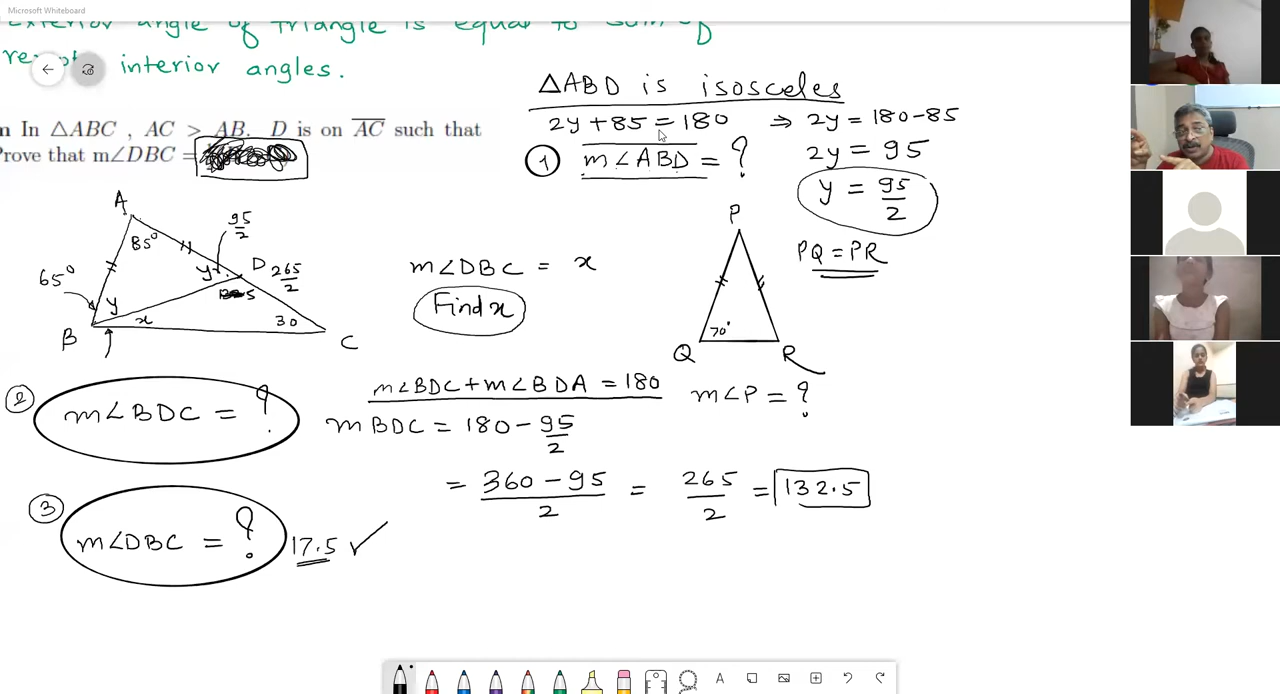 Microsoft Whiteboard
Exterior angle of triangle is equal to sum of
interior angles.
n In △ABC , AC > AB. D is on AC such that
Prove that m∠DBC =
△ABD is isosceles
2y + 85 = 180 ⇒ 2y = 180 - 85
① m∠ABD = ?
2y = 95
y = 95/2
A
85°
95/2
y
D
265/2
65°
y
x
30
B
C
m∠DBC = x
Find x
P
PQ = PR
70°
Q
R
m∠P = ?
② m∠BDC = ?
m∠BDC + m∠BDA = 180
mBDC = 180 - 95/2
= 360 - 95/2 = 265/2 = 132.5
③ m∠DBC = ? 17.5 ✓
A